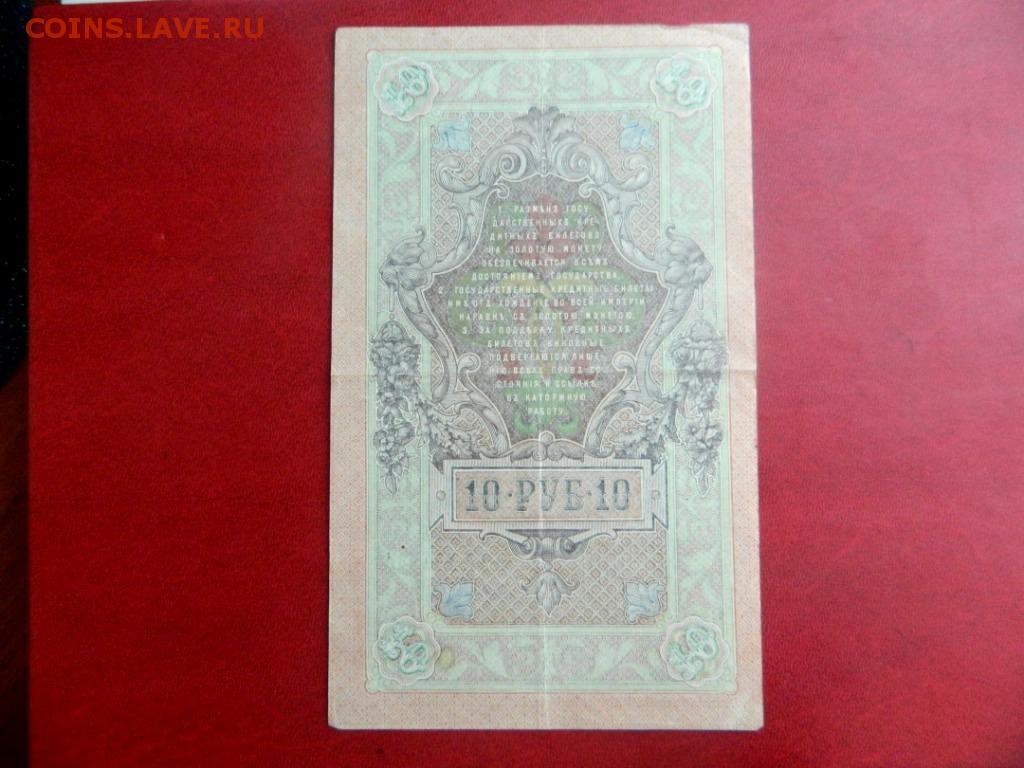 COINS.LAVE.RU
1. РАЗМѢНЪ ГОСУ
ДАРСТВЕННЫХЪ КРЕ-
ДИТНЫХЪ БИЛЕТОВЪ
НА ЗОЛОТУЮ МОНЕТУ
ОБЕЗПЕЧИВАЕТСЯ ВСѢМЪ
ДОСТОЯНІЕМЪ ГОСУДАРСТВА.
2. ГОСУДАРСТВЕННЫЕ КРЕДИТНЫЕ БИЛЕТЫ
ИМѢЮТЪ ХОЖДЕНІЕ ВО ВСЕЙ ИМПЕРІИ
НАРАВНѢ СЪ ЗОЛОТОЮ МОНЕТОЮ.
3. ЗА ПОДДѢЛКУ КРЕДИТНЫХЪ
БИЛЕТОВЪ ВИНОВНЫЕ
ПОДВЕРГАЮТСЯ ЛИШЕ-
НІЮ ВСѢХЪ ПРАВЪ СО
СТОЯНІЯ И ССЫЛКѢ
ВЪ КАТОРЖНУЮ
РАБОТУ.
10·РУБ·10